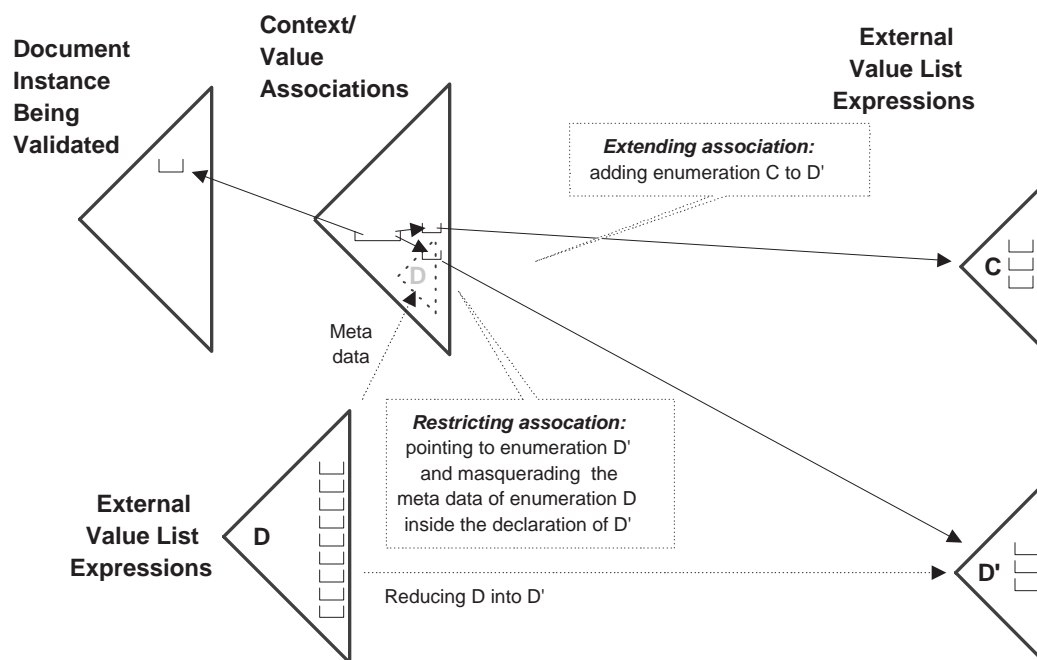 Document
Instance
Being
Validated
Context/
Value
Associations
External
Value List
Expressions
Extending association:
adding enumeration C to D'
C
D
Meta
data
Restricting assocation:
pointing to enumeration D'
and masquerading the
meta data of enumeration D
inside the declaration of D'
External
Value List
Expressions
D
D'
Reducing D into D'